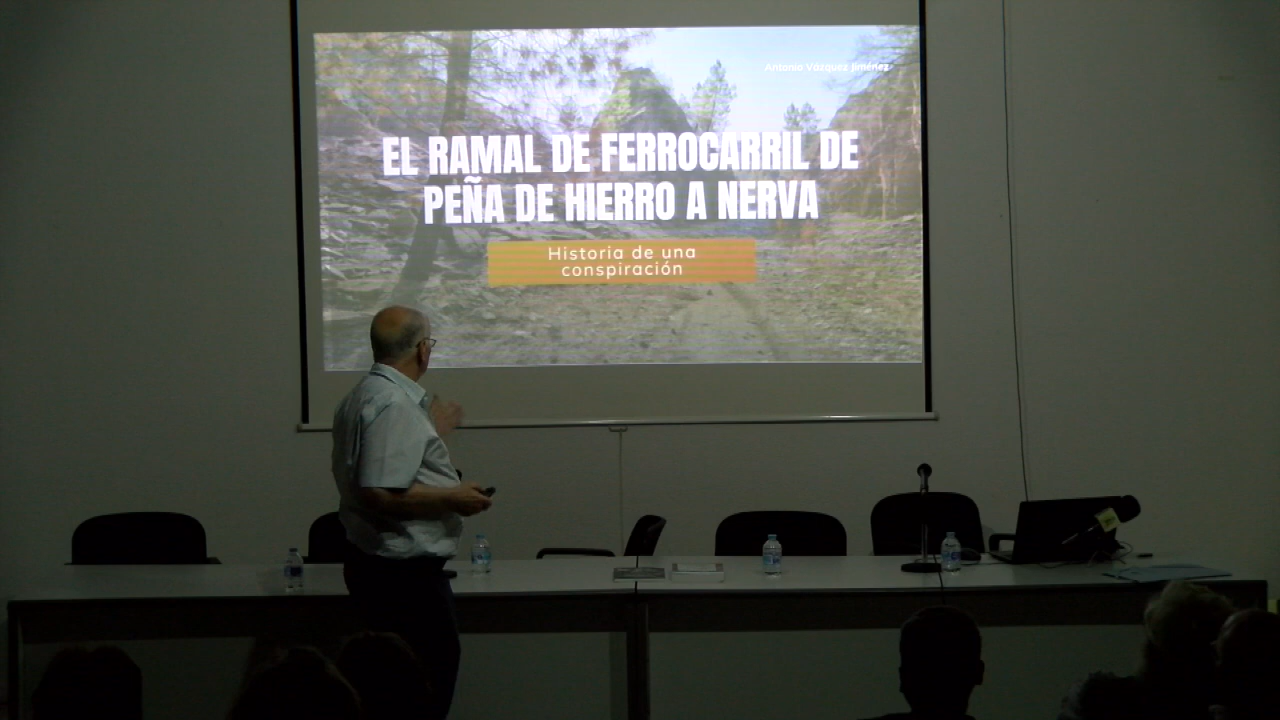 Antonio Vázquez Jiménez
EL RAMAL DE FERROCARRIL DE
PEÑA DE HIERRO A NERVA
Historia de una
conspiración